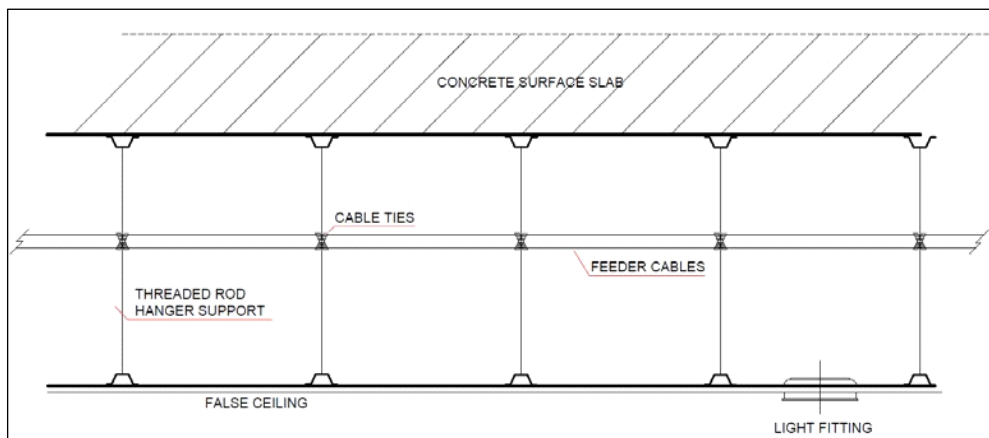 CONCRETE SURFACE SLAB
CABLE TIES
FEEDER CABLES
THREADED ROD
HANGER SUPPORT
FALSE CEILING
LIGHT FITTING